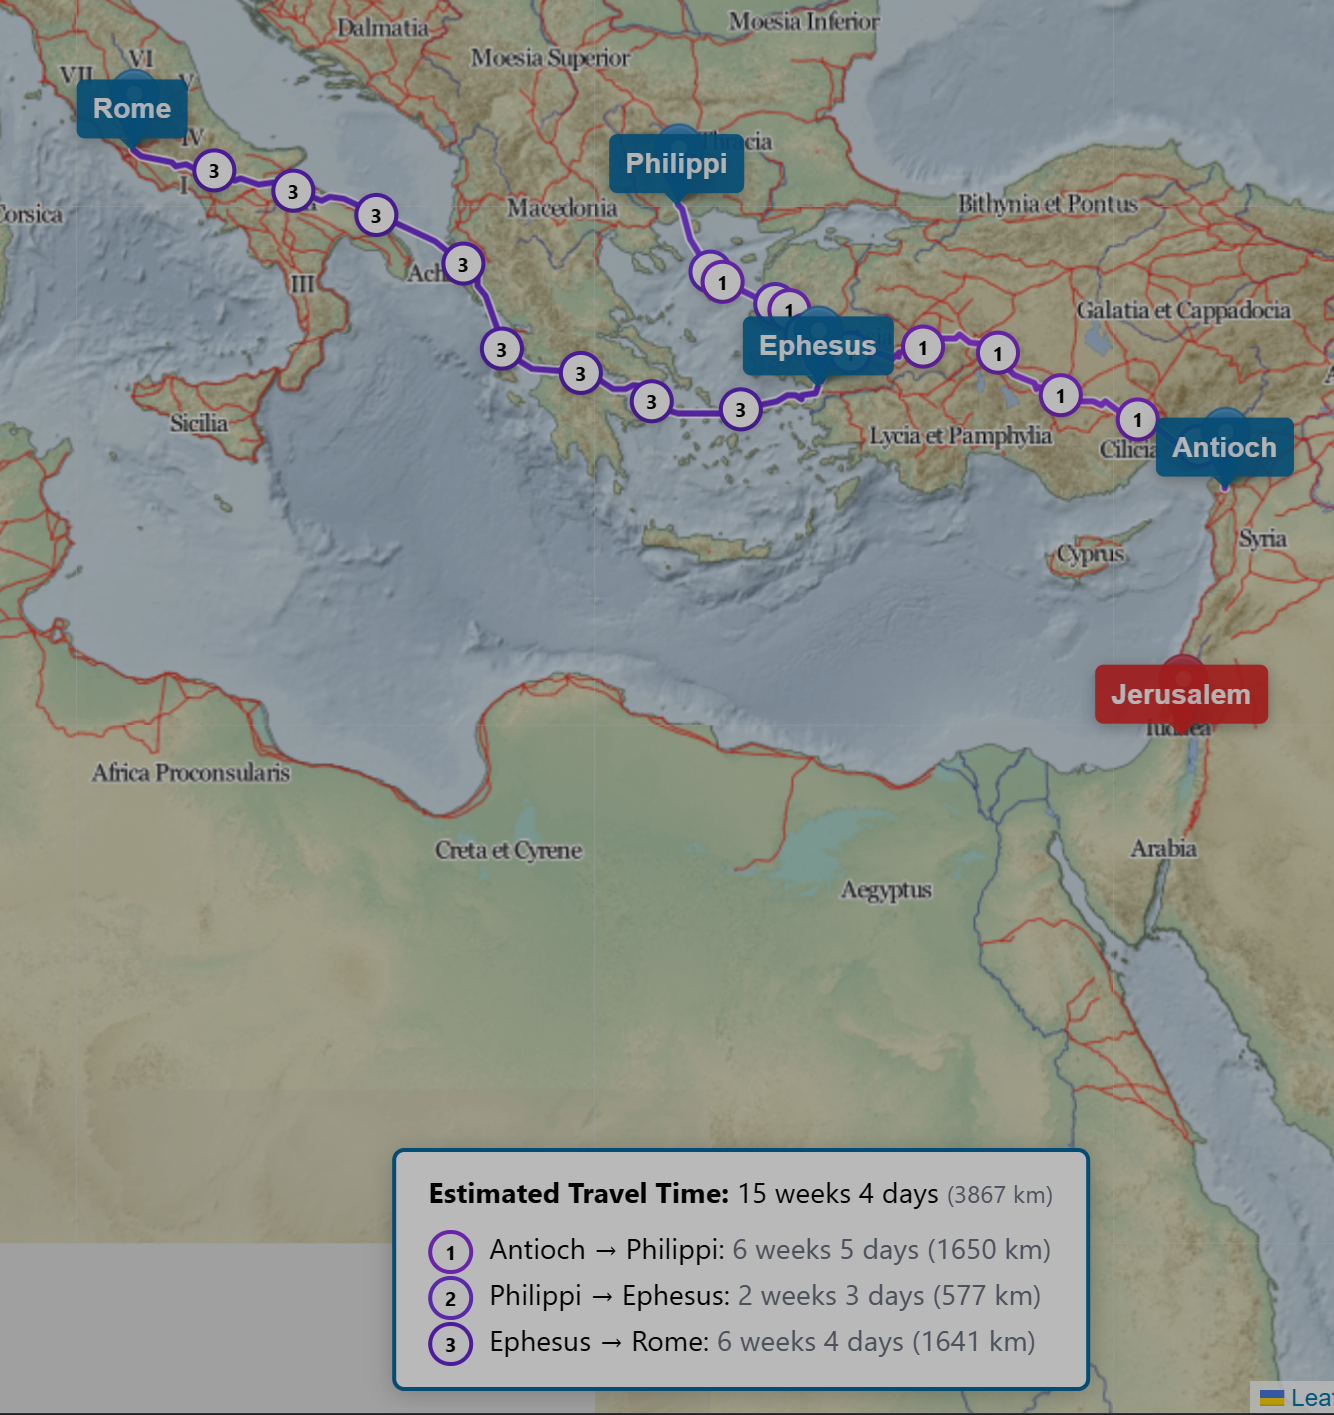 Dalmatia
Moesia Inferior
Moesia Superior
VI
VII
V
Rome
IV
I
Thracia
Philippi
Macedonia
Bithynia et Pontus
Corsica
3
3
3
3
Ach
III
1
1
Galatia et Cappadocia
Ephesus
3
3
3
3
1
1
1
1
Sicilia
Lycia et Pamphylia
Cilicia
Antioch
Cyprus
Syria
Jerusalem
Iudaea
Africa Proconsularis
Creta et Cyrene
Arabia
Aegyptus
Estimated Travel Time: 15 weeks 4 days (3867 km)
1 Antioch → Philippi: 6 weeks 5 days (1650 km)
2 Philippi → Ephesus: 2 weeks 3 days (577 km)
3 Ephesus → Rome: 6 weeks 4 days (1641 km)
Leaf